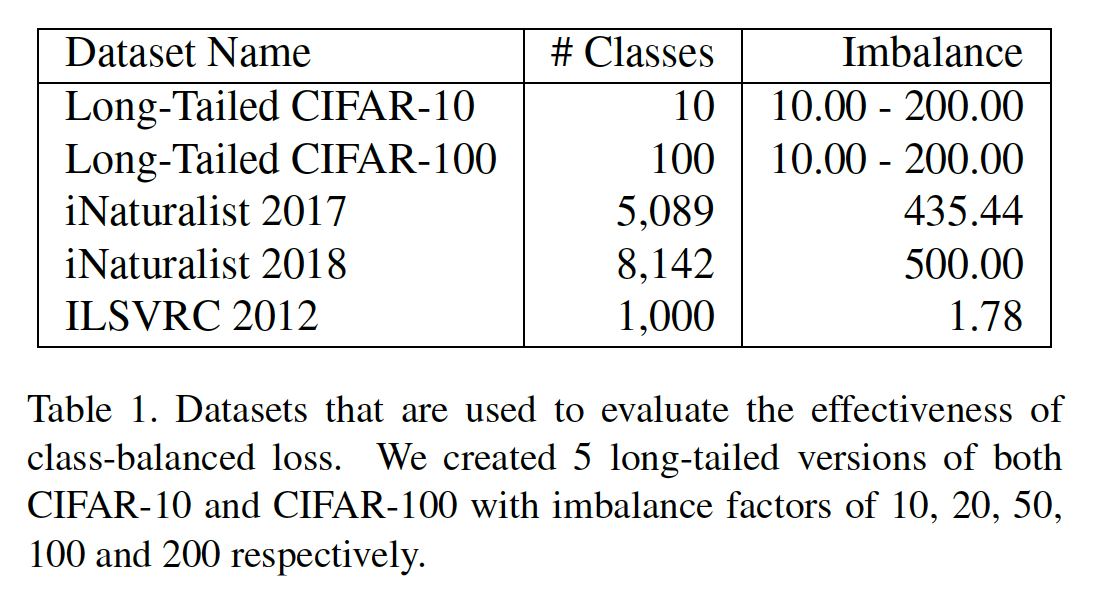 Dataset Name # Classes Imbalance
Long-Tailed CIFAR-10 10 10.00 - 200.00
Long-Tailed CIFAR-100 100 10.00 - 200.00
iNaturalist 2017 5,089 435.44
iNaturalist 2018 8,142 500.00
ILSVRC 2012 1,000 1.78
Table 1. Datasets that are used to evaluate the effectiveness of
class-balanced loss. We created 5 long-tailed versions of both
CIFAR-10 and CIFAR-100 with imbalance factors of 10, 20, 50,
100 and 200 respectively.